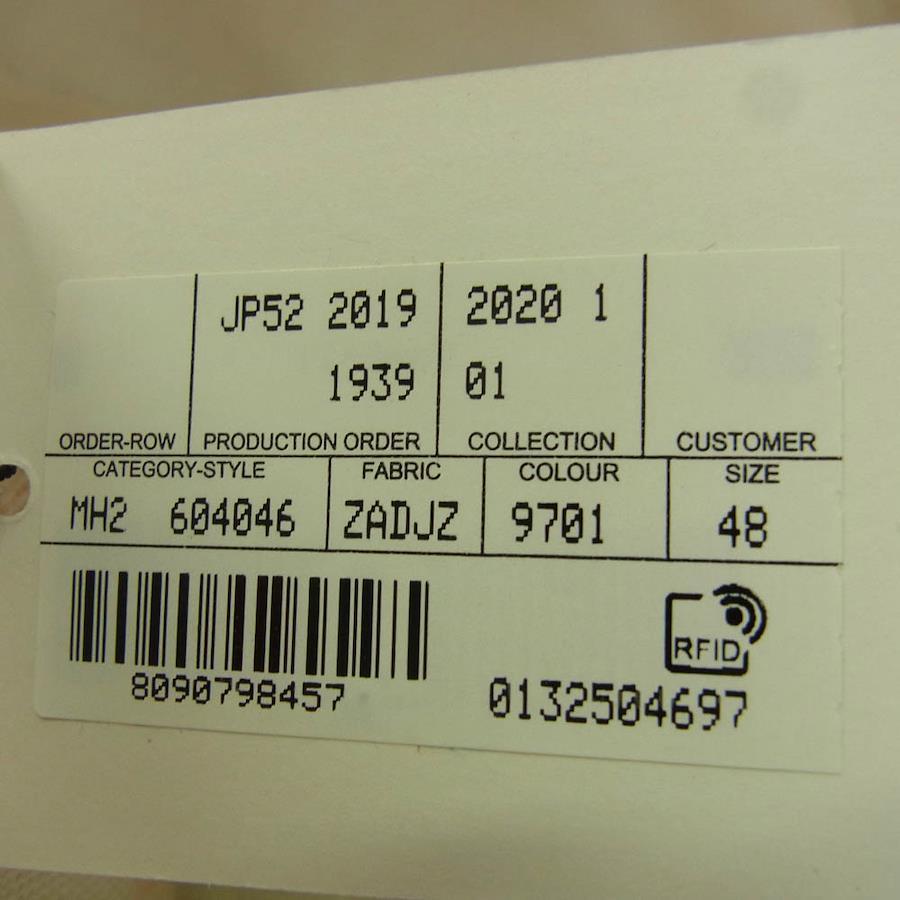 JP52 2019 2020 1
1939 01
ORDER-ROW PRODUCTION ORDER COLLECTION CUSTOMER
CATEGORY-STYLE FABRIC COLOUR SIZE
MH2 604046 ZADJZ 9701 48
RFID
8090798457 0132504697